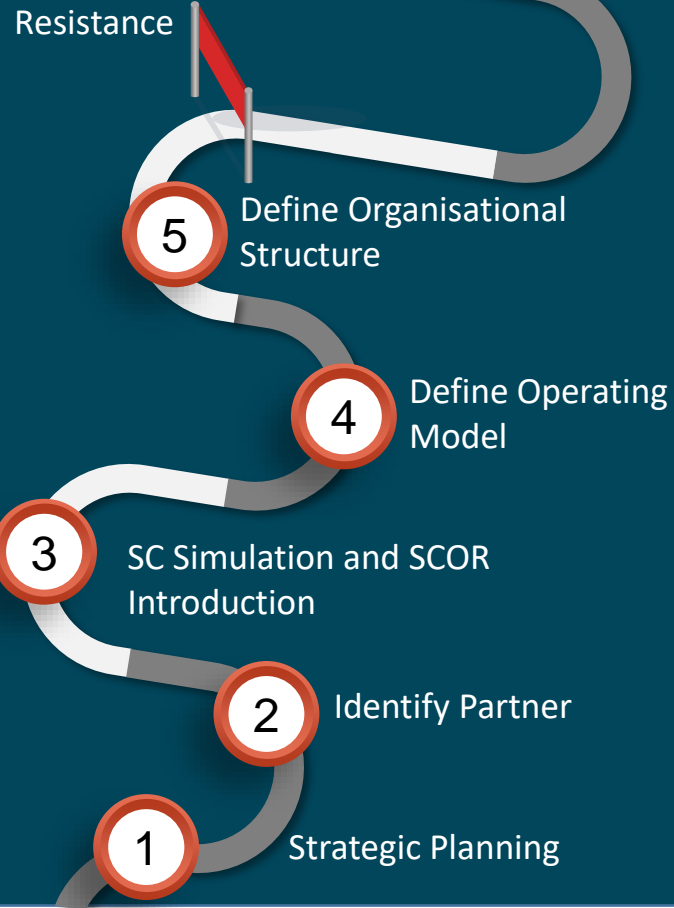 Resistance
5
Define Organisational
Structure
4
Define Operating
Model
3
SC Simulation and SCOR
Introduction
2
Identify Partner
1
Strategic Planning